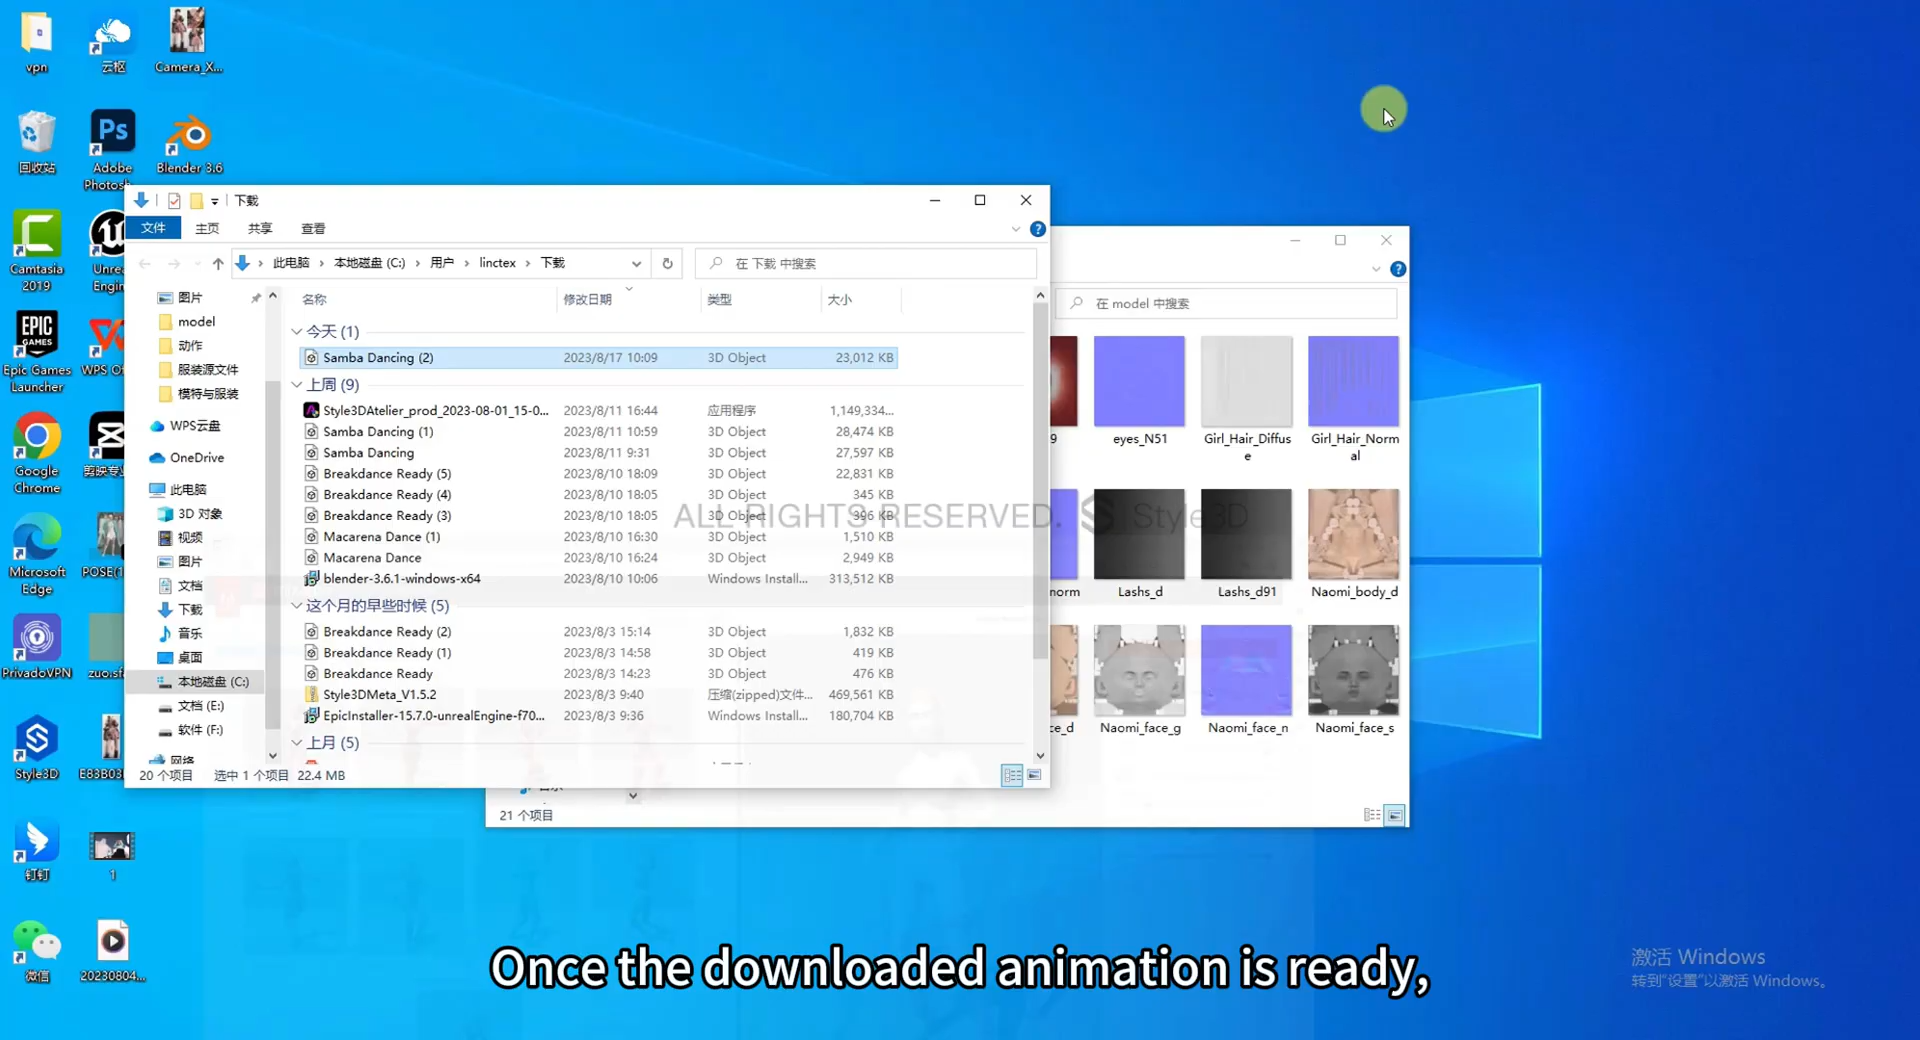 vpn
云枢
Camera_X...
回收站
Ps
Adobe
Photosh
Blender 3.6
Camtasia
2019
Unrea
Engin
EPIC
GAMES
Epic Games
Launcher
WPS Of
Google
Chrome
剪映专业
Microsoft
Edge
POSE(1
PrivadoVPN
zuo.sf
Style3D
E83B03
钉钉
1
微信
20230804...
下载
文件
主页
共享
查看
此电脑 › 本地磁盘 (C:) › 用户 › linctex › 下载
在 下载 中搜索
图片
model
动作
服装源文件
模特与服装
WPS云盘
OneDrive
此电脑
3D 对象
视频
图片
文档
下载
音乐
桌面
本地磁盘 (C:)
文档 (E:)
软件 (F:)
网络
名称 修改日期 类型 大小
今天 (1)
Samba Dancing (2) 2023/8/17 10:09 3D Object 23,012 KB
上周 (9)
Style3DAtelier_prod_2023-08-01_15-0... 2023/8/11 16:44 应用程序 1,149,334...
Samba Dancing (1) 2023/8/11 10:59 3D Object 28,474 KB
Samba Dancing 2023/8/11 9:31 3D Object 27,597 KB
Breakdance Ready (5) 2023/8/10 18:09 3D Object 22,831 KB
Breakdance Ready (4) 2023/8/10 18:05 3D Object 345 KB
Breakdance Ready (3) 2023/8/10 18:05 3D Object 396 KB
Macarena Dance (1) 2023/8/10 16:30 3D Object 1,510 KB
Macarena Dance 2023/8/10 16:24 3D Object 2,949 KB
blender-3.6.1-windows-x64 2023/8/10 10:06 Windows Install... 313,512 KB
这个月的早些时候 (5)
Breakdance Ready (2) 2023/8/3 15:14 3D Object 1,832 KB
Breakdance Ready (1) 2023/8/3 14:58 3D Object 419 KB
Breakdance Ready 2023/8/3 14:23 3D Object 476 KB
Style3DMeta_V1.5.2 2023/8/3 9:40 压缩(zipped)文件... 469,561 KB
EpicInstaller-15.7.0-unrealEngine-f70... 2023/8/3 9:36 Windows Install... 180,704 KB
上月 (5)
20 个项目 选中 1 个项目 22.4 MB
在 model 中搜索
9
eyes_N51
Girl_Hair_Diffus
e
Girl_Hair_Norm
al
norm
Lashs_d
Lashs_d91
Naomi_body_d
ce_d
Naomi_face_g
Naomi_face_n
Naomi_face_s
音乐
21 个项目
ALL RIGHTS RESERVED. Style3D
Once the downloaded animation is ready,
激活 Windows
转到"设置"以激活 Windows。